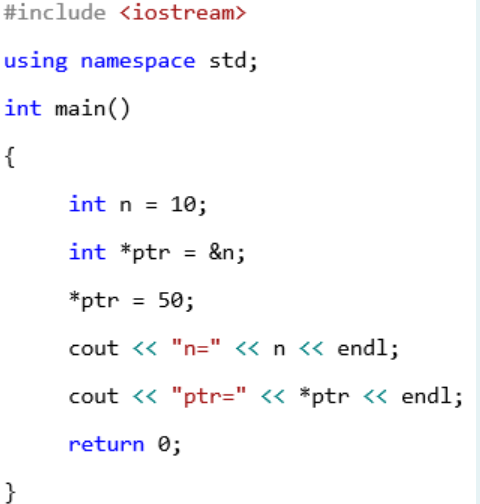 #include <iostream>
using namespace std;
int main()
{
int n = 10;
int *ptr = &n;
*ptr = 50;
cout << "n=" << n << endl;
cout << "ptr=" << *ptr << endl;
return 0;
}